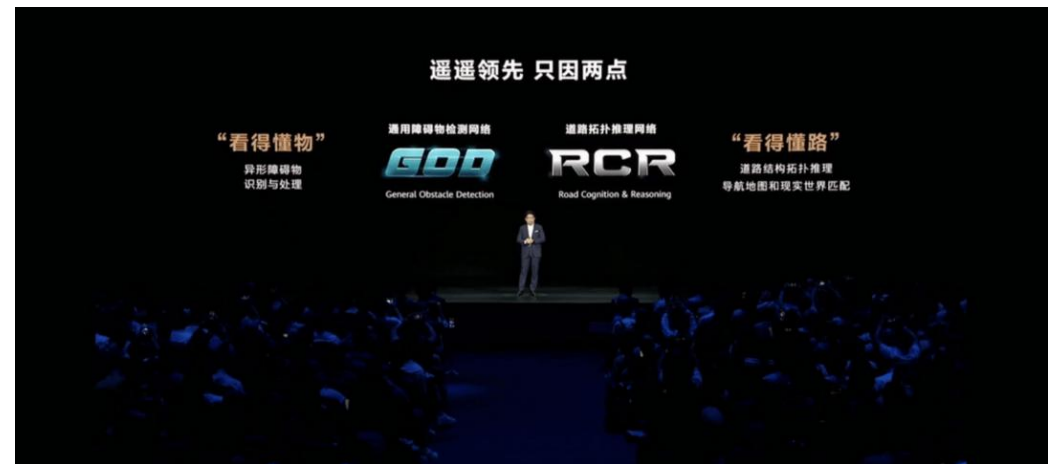 遥遥领先 只因两点
“看得懂物”
异形障碍物
识别与处理
通用障碍物检测网络
GOD
General Obstacle Detection
道路拓扑推理网络
RCR
Road Cognition & Reasoning
“看得懂路”
道路结构拓扑推理
导航地图和现实世界匹配